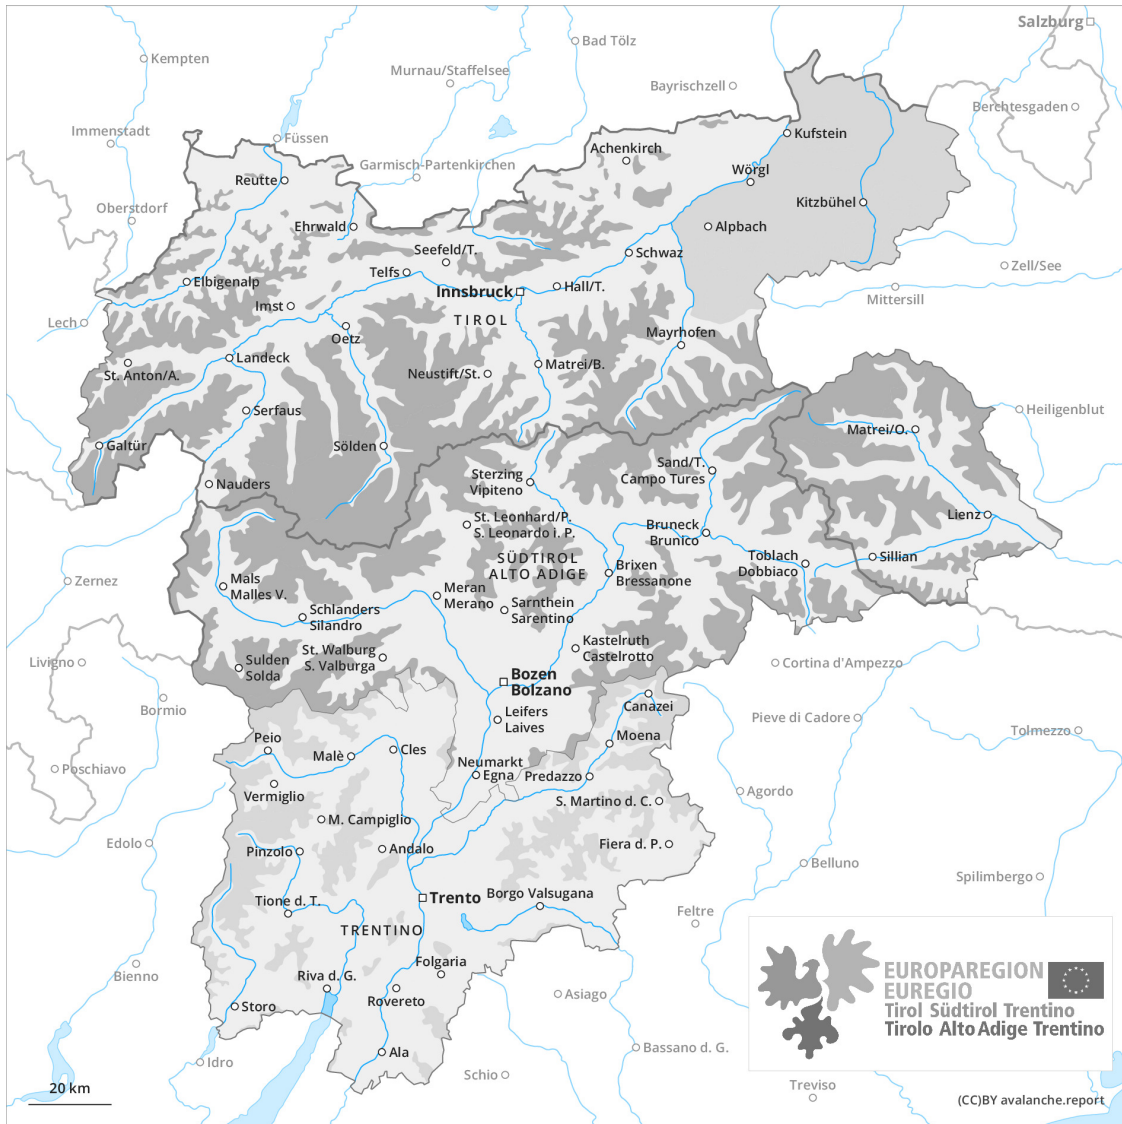 Salzburg
Bad Tölz
Kempten
Murnau/Staffelsee
Bayrischzell
Berchtesgaden
Immenstadt
Füssen
Kufstein
Achenkirch
Garmisch-Partenkirchen
Wörgl
Reutte
Kitzbühel
Oberstdorf
Ehrwald
Alpbach
Seefeld/T.
Schwaz
Zell/See
Telfs
Elbigenalp
Hall/T.
Innsbruck
Mittersill
Imst
Lech
TIROL
Mayrhofen
Oetz
Landeck
Matrei/B.
St. Anton/A.
Neustift/St.
Serfaus
Heiligenblut
Matrei/O.
Galtür
Sölden
Sand/T.
Campo Tures
Sterzing
Vipiteno
Nauders
St. Leonhard/P.
S. Leonardo i. P.
Lienz
Bruneck
Brunico
SÜDTIROL
ALTO ADIGE
Toblach
Dobbiaco
Sillian
Brixen
Bressanone
Zernez
Mals
Malles V.
Meran
Merano
Sarnthein
Sarentino
Schlanders
Silandro
Kastelruth
Castelrotto
St. Walburg
S. Valburga
Livigno
Sulden
Solda
Cortina d'Ampezzo
Bozen
Bolzano
Bormio
Canazei
Leifers
Laives
Pieve di Cadore
Tolmezzo
Moena
Peio
Malè
Cles
Neumarkt
Egna
Predazzo
Poschiavo
Vermiglio
Agordo
S. Martino d. C.
M. Campiglio
Edolo
Pinzolo
Andalo
Fiera d. P.
Belluno
Spilimbergo
Tione d. T.
Trento
Borgo Valsugana
Feltre
TRENTINO
Bienno
Folgaria
Riva d. G.
Rovereto
Asiago
Storo
EUROPAREGION
EUREGIO
Tirol Südtirol Trentino
Tirolo Alto Adige Trentino
Ala
Idro
Bassano d. G.
Schio
Treviso
20 km
(CC)BY avalanche.report